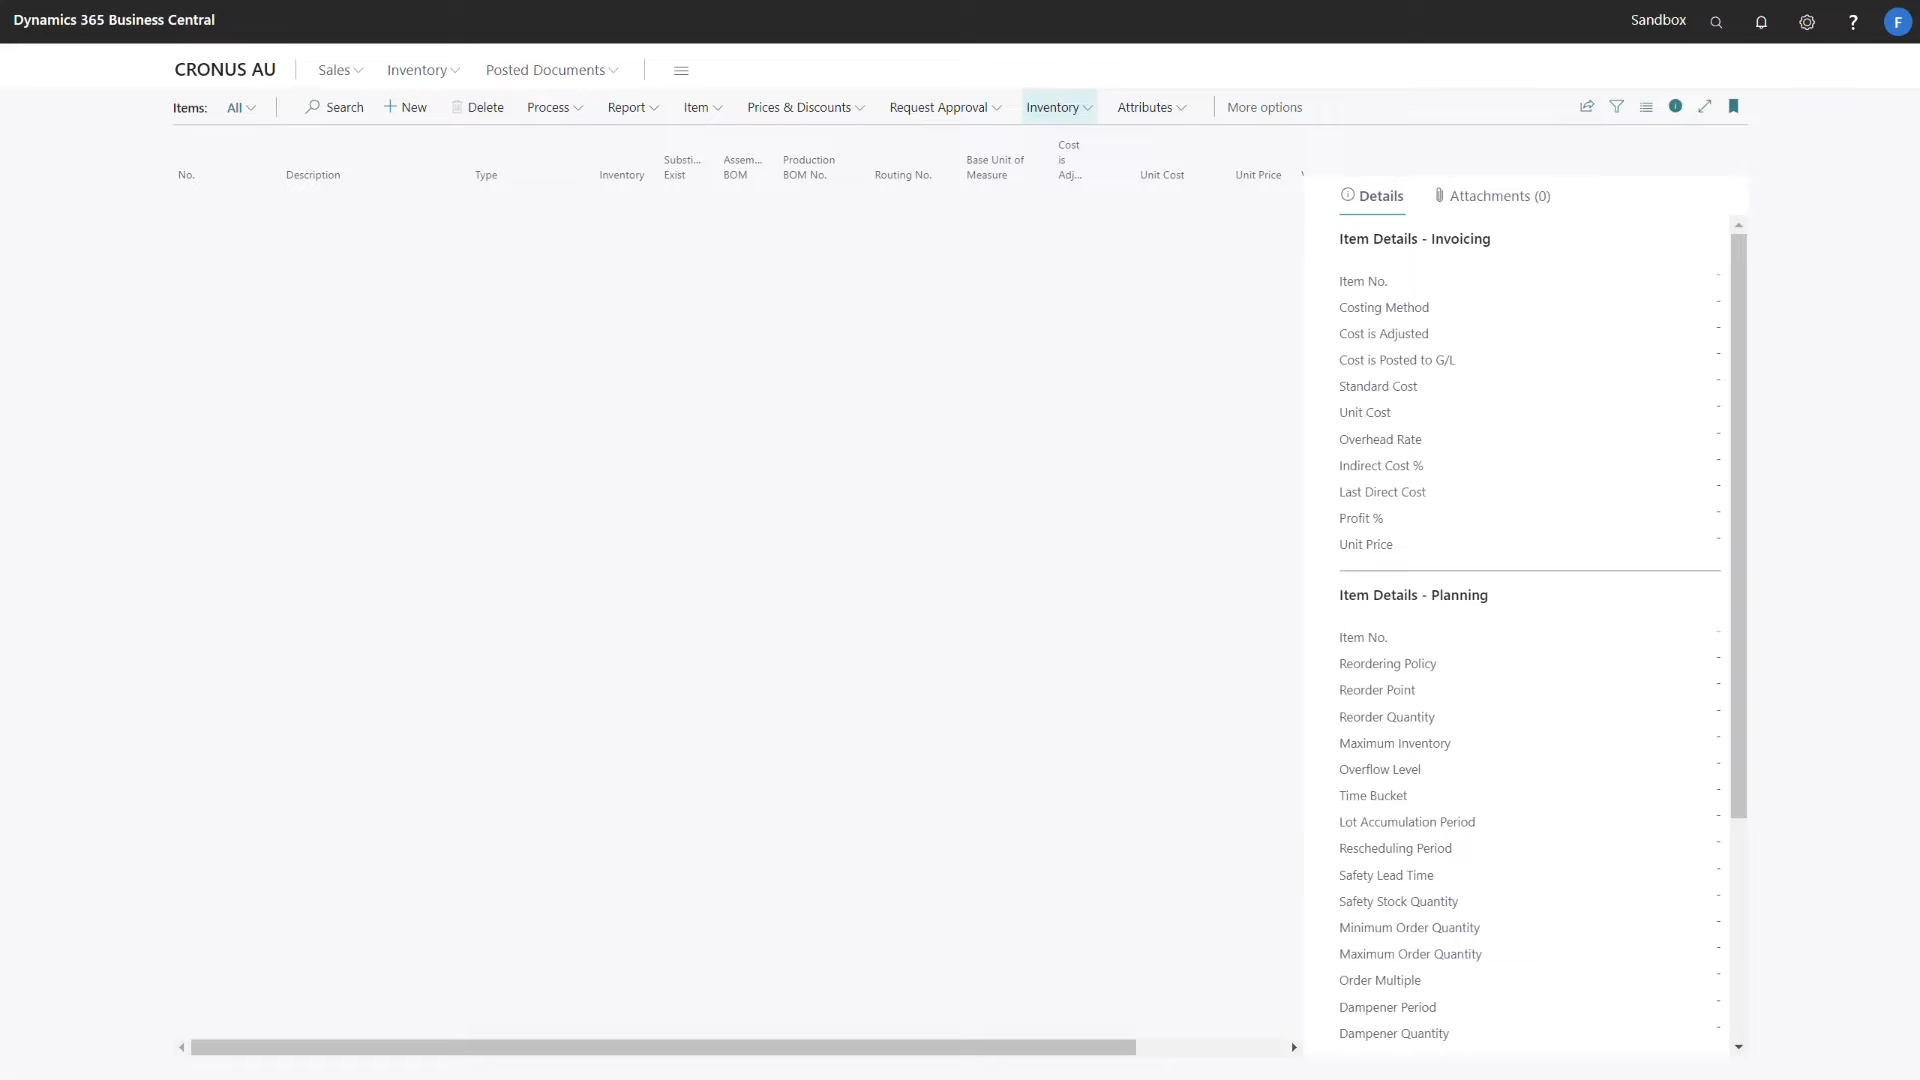 Dynamics 365 Business Central
Sandbox
?
F
CRONUS AU
Sales
Inventory
Posted Documents
Items:
All
Search
New
Delete
Process
Report
Item
Prices & Discounts
Request Approval
Inventory
Attributes
More options
No.
Description
Type
Inventory
Substi...
Exist
Assem...
BOM
Production
BOM No.
Routing No.
Base Unit of
Measure
Cost
is
Adj...
Unit Cost
Unit Price
Details
Attachments (0)
Item Details - Invoicing
Item No. -
Costing Method -
Cost is Adjusted -
Cost is Posted to G/L -
Standard Cost -
Unit Cost -
Overhead Rate -
Indirect Cost % -
Last Direct Cost -
Profit % -
Unit Price -
Item Details - Planning
Item No. -
Reordering Policy -
Reorder Point -
Reorder Quantity -
Maximum Inventory -
Overflow Level -
Time Bucket -
Lot Accumulation Period -
Rescheduling Period -
Safety Lead Time -
Safety Stock Quantity -
Minimum Order Quantity -
Maximum Order Quantity -
Order Multiple -
Dampener Period -
Dampener Quantity -